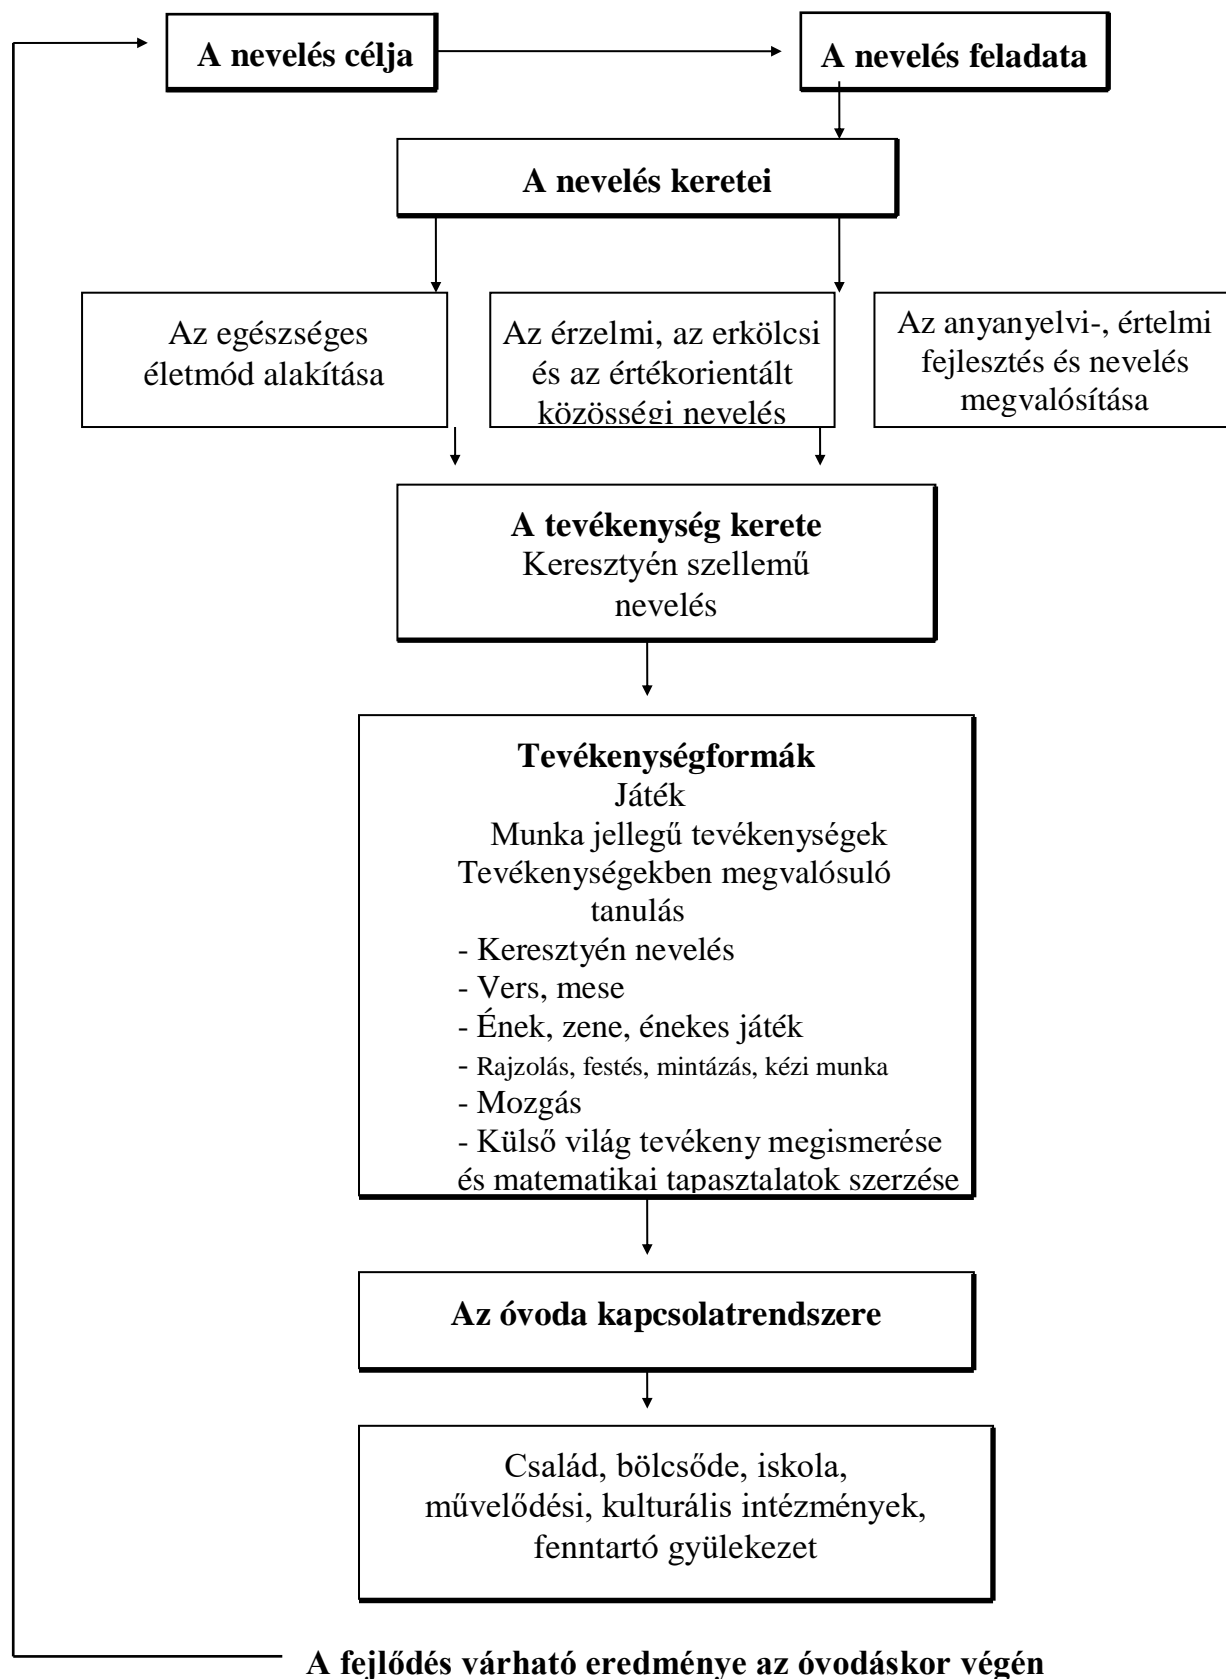 A nevelés célja
A nevelés feladata
A nevelés keretei
Az egészséges
életmód alakítása
Az érzelmi, az erkölcsi
és az értékorientált
közösségi nevelés
Az anyanyelvi-, értelmi
fejlesztés és nevelés
megvalósítása
A tevékenység kerete
Keresztyén szellemű
nevelés
Tevékenységformák
Játék
Munka jellegű tevékenységek
Tevékenységekben megvalósuló
tanulás
- Keresztyén nevelés
- Vers, mese
- Ének, zene, énekes játék
- Rajzolás, festés, mintázás, kézi munka
- Mozgás
- Külső világ tevékeny megismerése
és matematikai tapasztalatok szerzése
Az óvoda kapcsolatrendszere
Család, bölcsőde, iskola,
művelődési, kulturális intézmények,
fenntartó gyülekezet
A fejlődés várható eredménye az óvodáskor végén